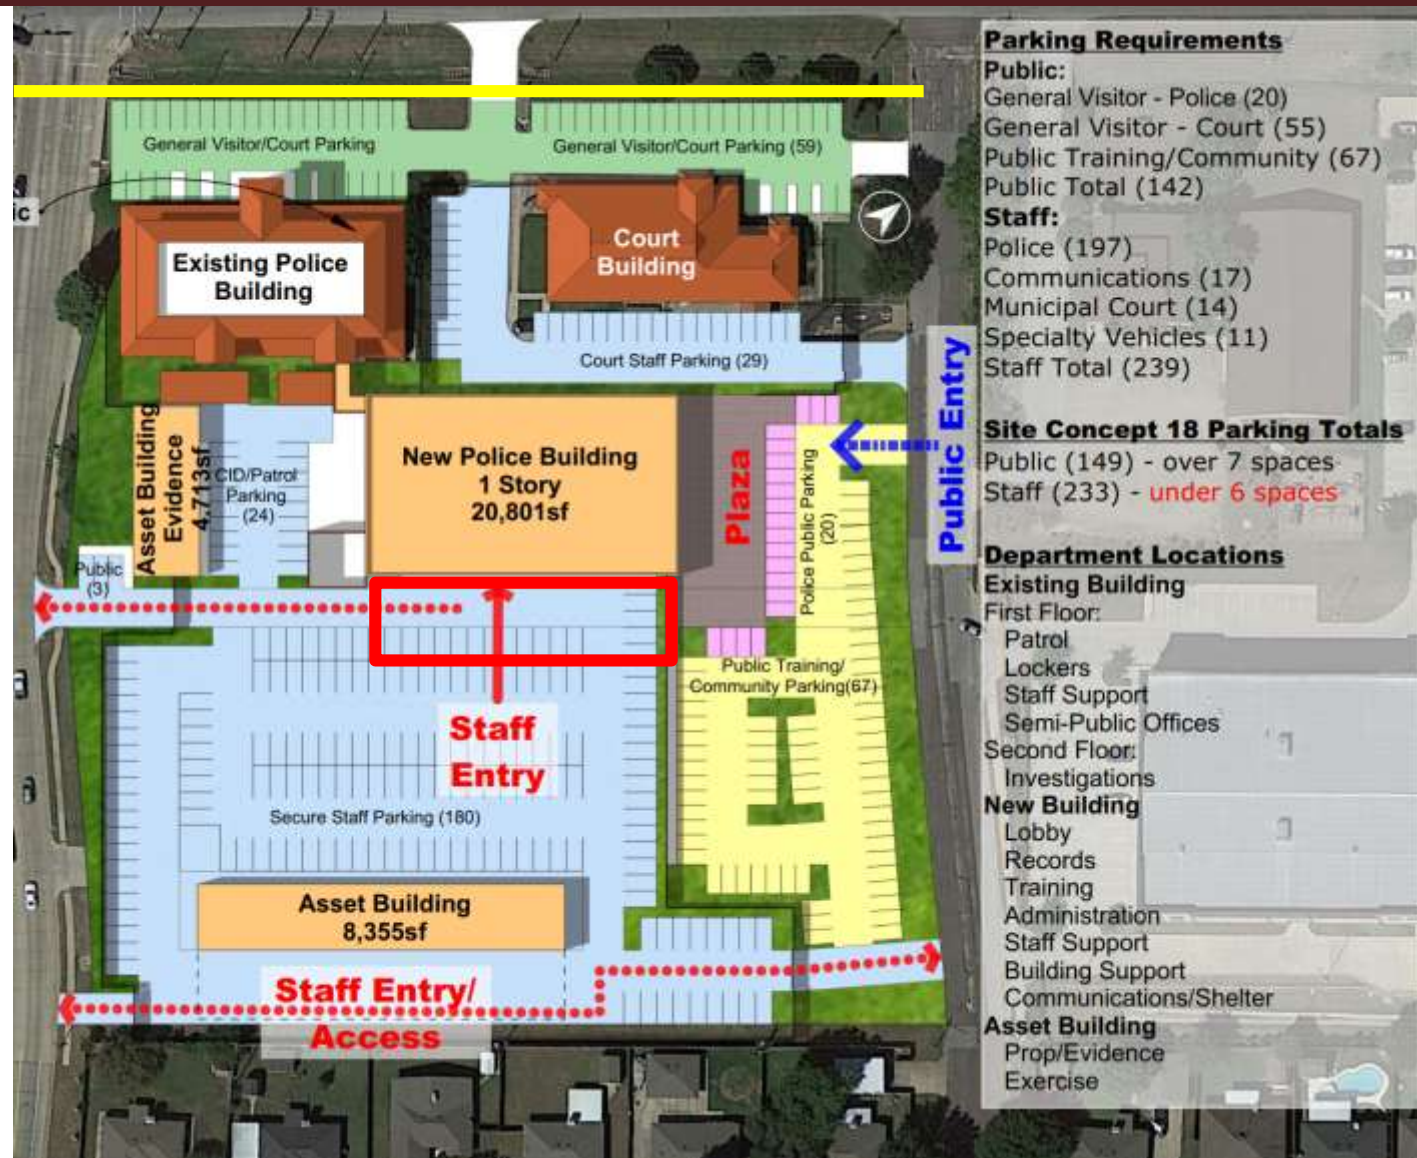 General Visitor/Court Parking
General Visitor/Court Parking (59)
ic
Existing Police
Building
Court
Building
Court Staff Parking (29)
Public Entry
Asset Building
Evidence
4,713sf
CID/Patrol
Parking
(24)
New Police Building
1 Story
20,801sf
Plaza
Police Public Parking
(20)
Public
(3)
Public Training/
Community Parking(67)
Staff
Entry
Secure Staff Parking (180)
Asset Building
8,355sf
Staff Entry/
Access
Parking Requirements
Public:
General Visitor - Police (20)
General Visitor - Court (55)
Public Training/Community (67)
Public Total (142)
Staff:
Police (197)
Communications (17)
Municipal Court (14)
Specialty Vehicles (11)
Staff Total (239)
Site Concept 18 Parking Totals
Public (149) - over 7 spaces
Staff (233) - under 6 spaces
Department Locations
Existing Building
First Floor:
Patrol
Lockers
Staff Support
Semi-Public Offices
Second Floor:
Investigations
New Building
Lobby
Records
Training
Administration
Staff Support
Building Support
Communications/Shelter
Asset Building
Prop/Evidence
Exercise